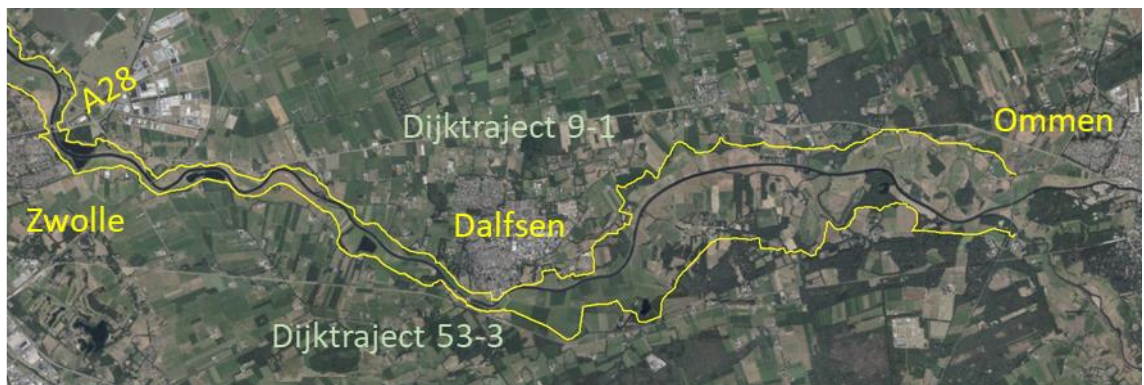 A28
Dijktraject 9-1
Ommen
Zwolle
Dalfsen
Dijktraject 53-3